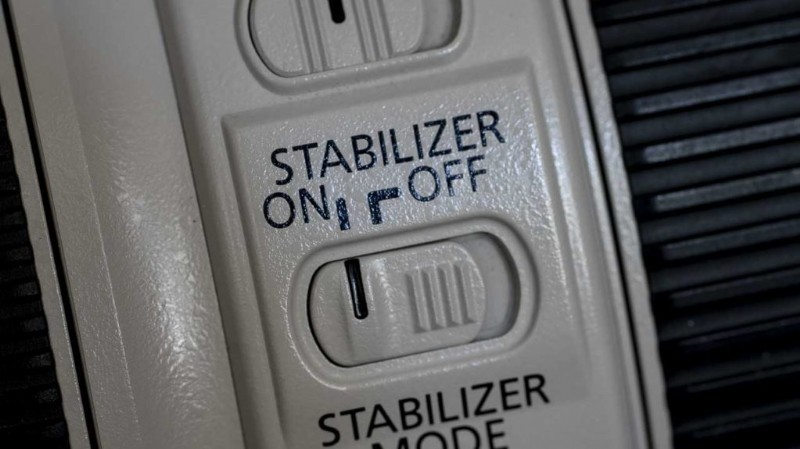 STABILIZER
ON OFF
STABILIZER
MODE